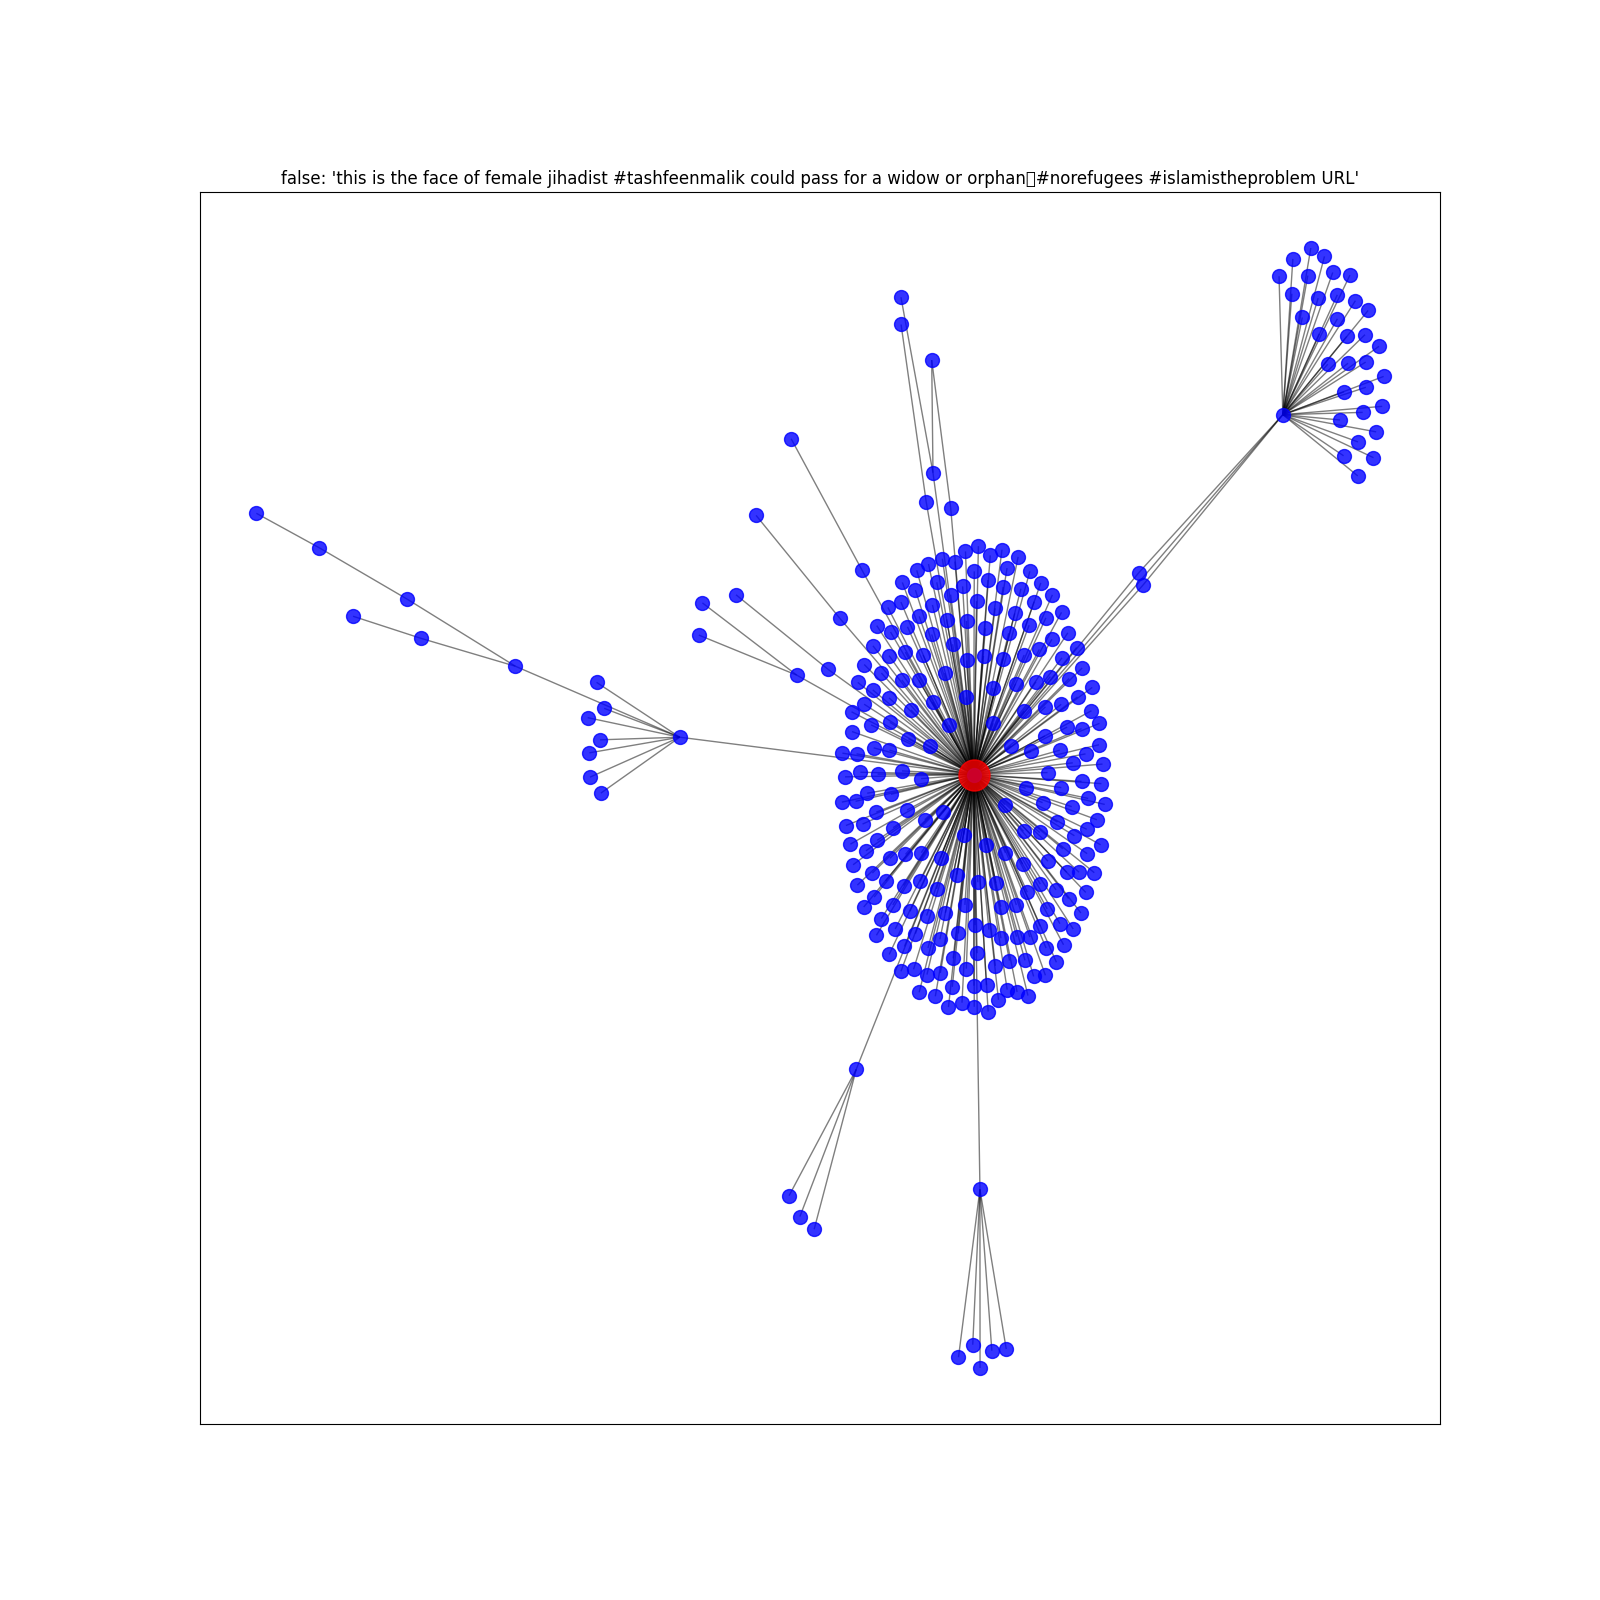 false: 'this is the face of female jihadist #tashfeenmalik could pass for a widow or orphan▯#norefugees #islamistheproblem URL'